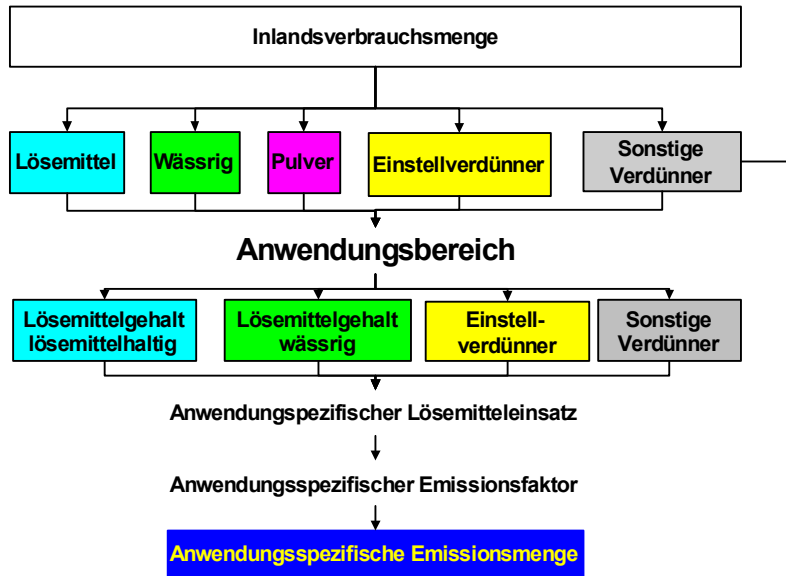 Inlandsverbrauchsmenge
Lösemittel
Wässrig
Pulver
Einstellverdünner
Sonstige
Verdünner
Anwendungsbereich
Lösemittelgehalt
lösemittelhaltig
Lösemittelgehalt
wässrig
Einstell-
verdünner
Sonstige
Verdünner
Anwendungspezifischer Lösemitteleinsatz
Anwendungsspezifischer Emissionsfaktor
Anwendungsspezifische Emissionsmenge